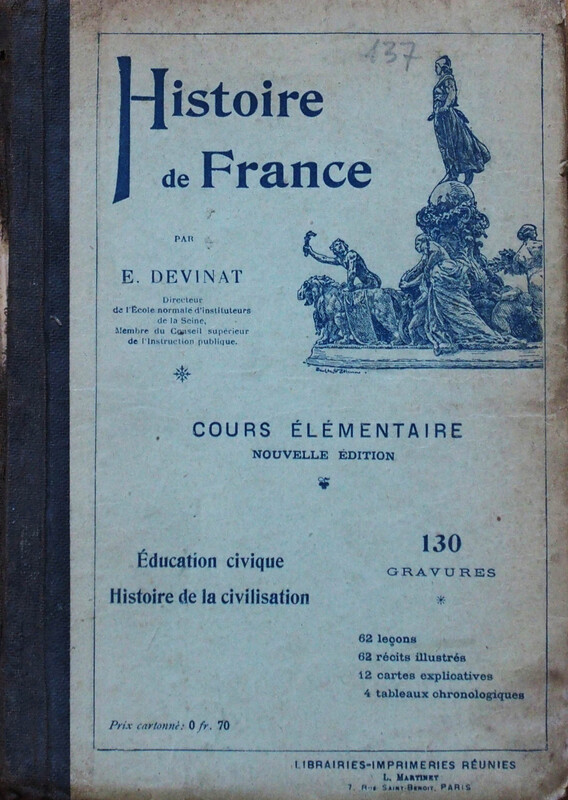 137
Histoire
de France
PAR
E. DEVINAT
Directeur
de l'École normale d'instituteurs
de la Seine,
Membre du Conseil supérieur
de l'Instruction publique.
COURS ÉLÉMENTAIRE
NOUVELLE ÉDITION
130
GRAVURES
Éducation civique
Histoire de la civilisation
62 leçons
62 récits illustrés
12 cartes explicatives
4 tableaux chronologiques
Prix cartonné: 0 fr. 70
LIBRAIRIES-IMPRIMERIES RÉUNIES
L. MARTINET
7, Rue Saint-Benoit, PARIS